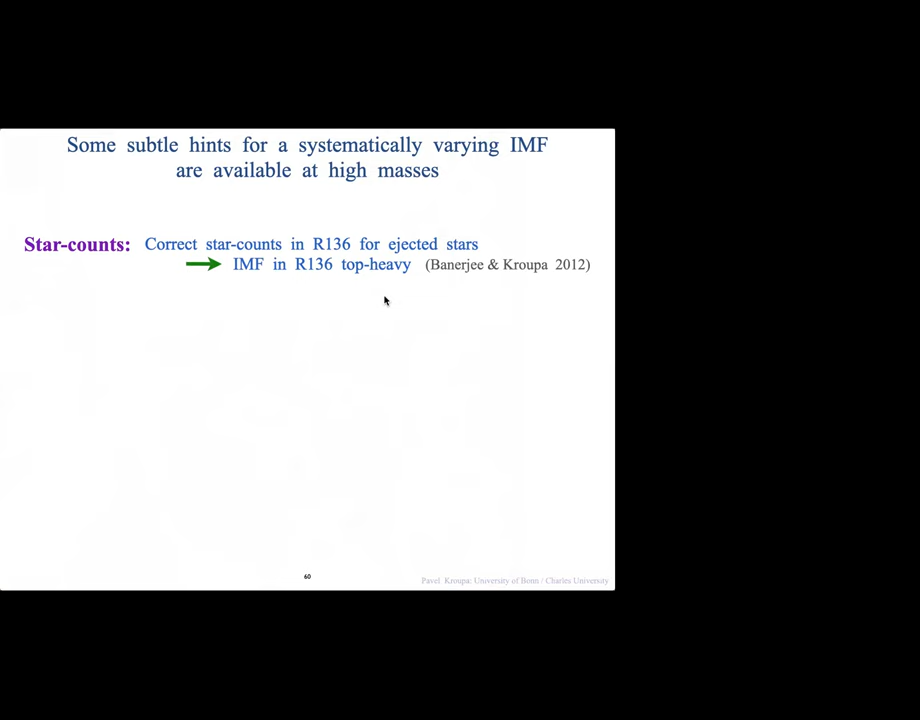 Some subtle hints for a systematically varying IMF
are available at high masses
Star-counts: Correct star-counts in R136 for ejected stars
IMF in R136 top-heavy (Banerjee & Kroupa 2012)
60
Pavel Kroupa: University of Bonn / Charles University